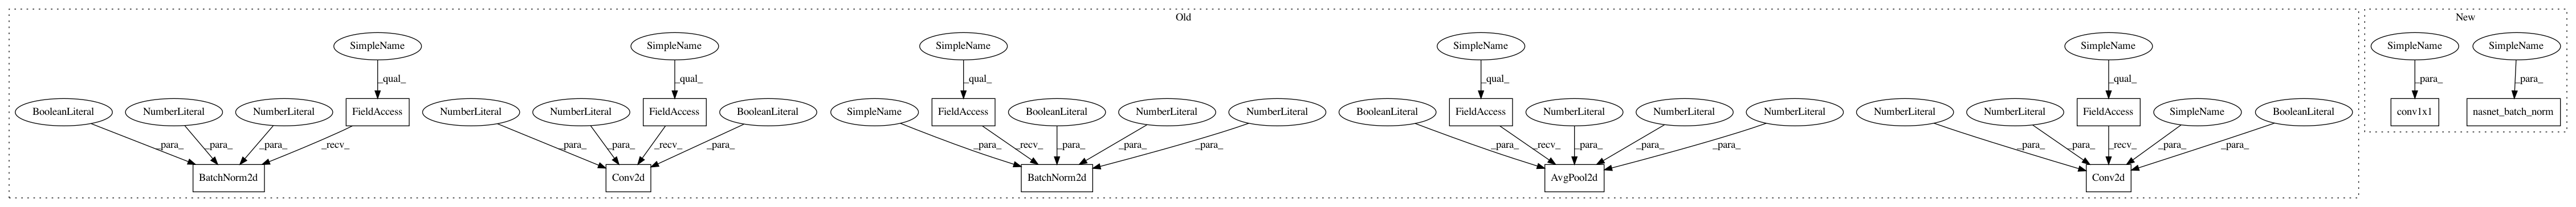 Old
New
SimpleName SimpleName SimpleName SimpleName SimpleName SimpleName SimpleName
_qual_ _qual_ _qual_ _qual_ _qual_ _para_ _para_
BooleanLiteral NumberLiteral NumberLiteral FieldAccess NumberLiteral NumberLiteral FieldAccess BooleanLiteral SimpleName FieldAccess BooleanLiteral NumberLiteral NumberLiteral BooleanLiteral FieldAccess NumberLiteral NumberLiteral NumberLiteral NumberLiteral NumberLiteral FieldAccess SimpleName BooleanLiteral conv1x1 nasnet_batch_norm
_para_ _para_ _para_ _recv_ _para_ _para_ _recv_ _para_ _para_ _recv_ _para_ _para_ _para_ _para_ _recv_ _para_ _para_ _para_ _para_ _para_ _recv_ _para_ _para_
BatchNorm2d Conv2d BatchNorm2d AvgPool2d Conv2d